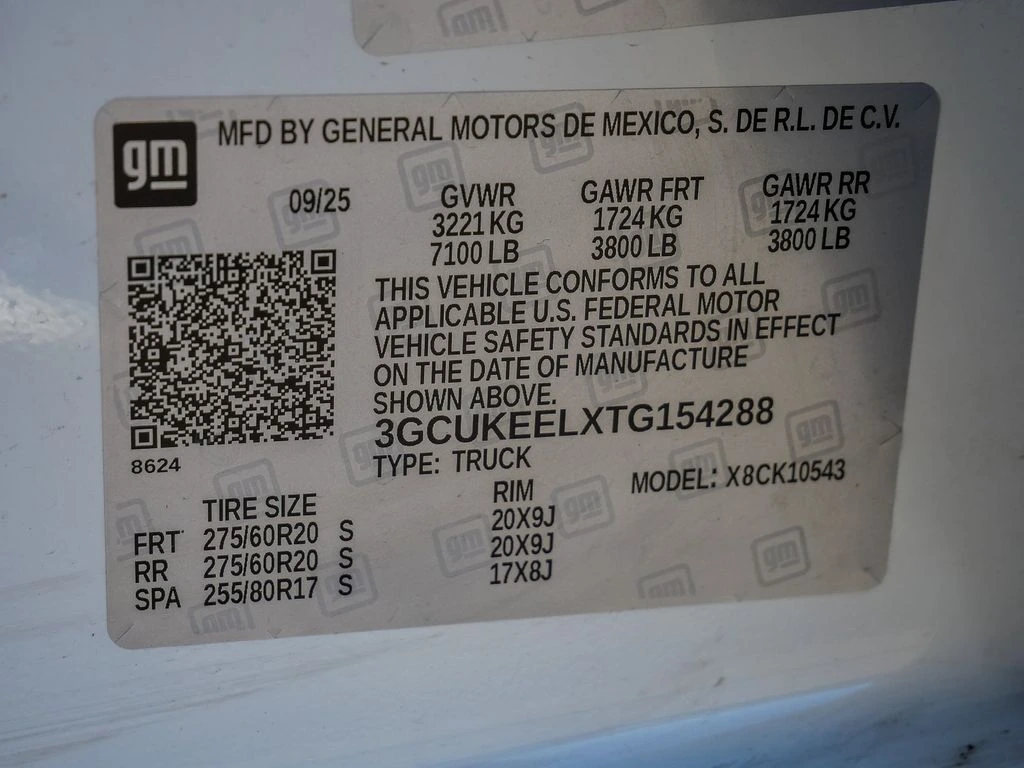 gm
MFD BY GENERAL MOTORS DE MEXICO, S. DE R.L. DE C.V.
09/25 GVWR GAWR FRT GAWR RR
3221 KG 1724 KG 1724 KG
7100 LB 3800 LB 3800 LB
THIS VEHICLE CONFORMS TO ALL
APPLICABLE U.S. FEDERAL MOTOR
VEHICLE SAFETY STANDARDS IN EFFECT
ON THE DATE OF MANUFACTURE
SHOWN ABOVE.
3GCUKEELXTG154288
8624
TYPE: TRUCK MODEL: X8CK10543
TIRE SIZE RIM
FRT 275/60R20 S 20X9J
RR 275/60R20 S 20X9J
SPA 255/80R17 S 17X8J